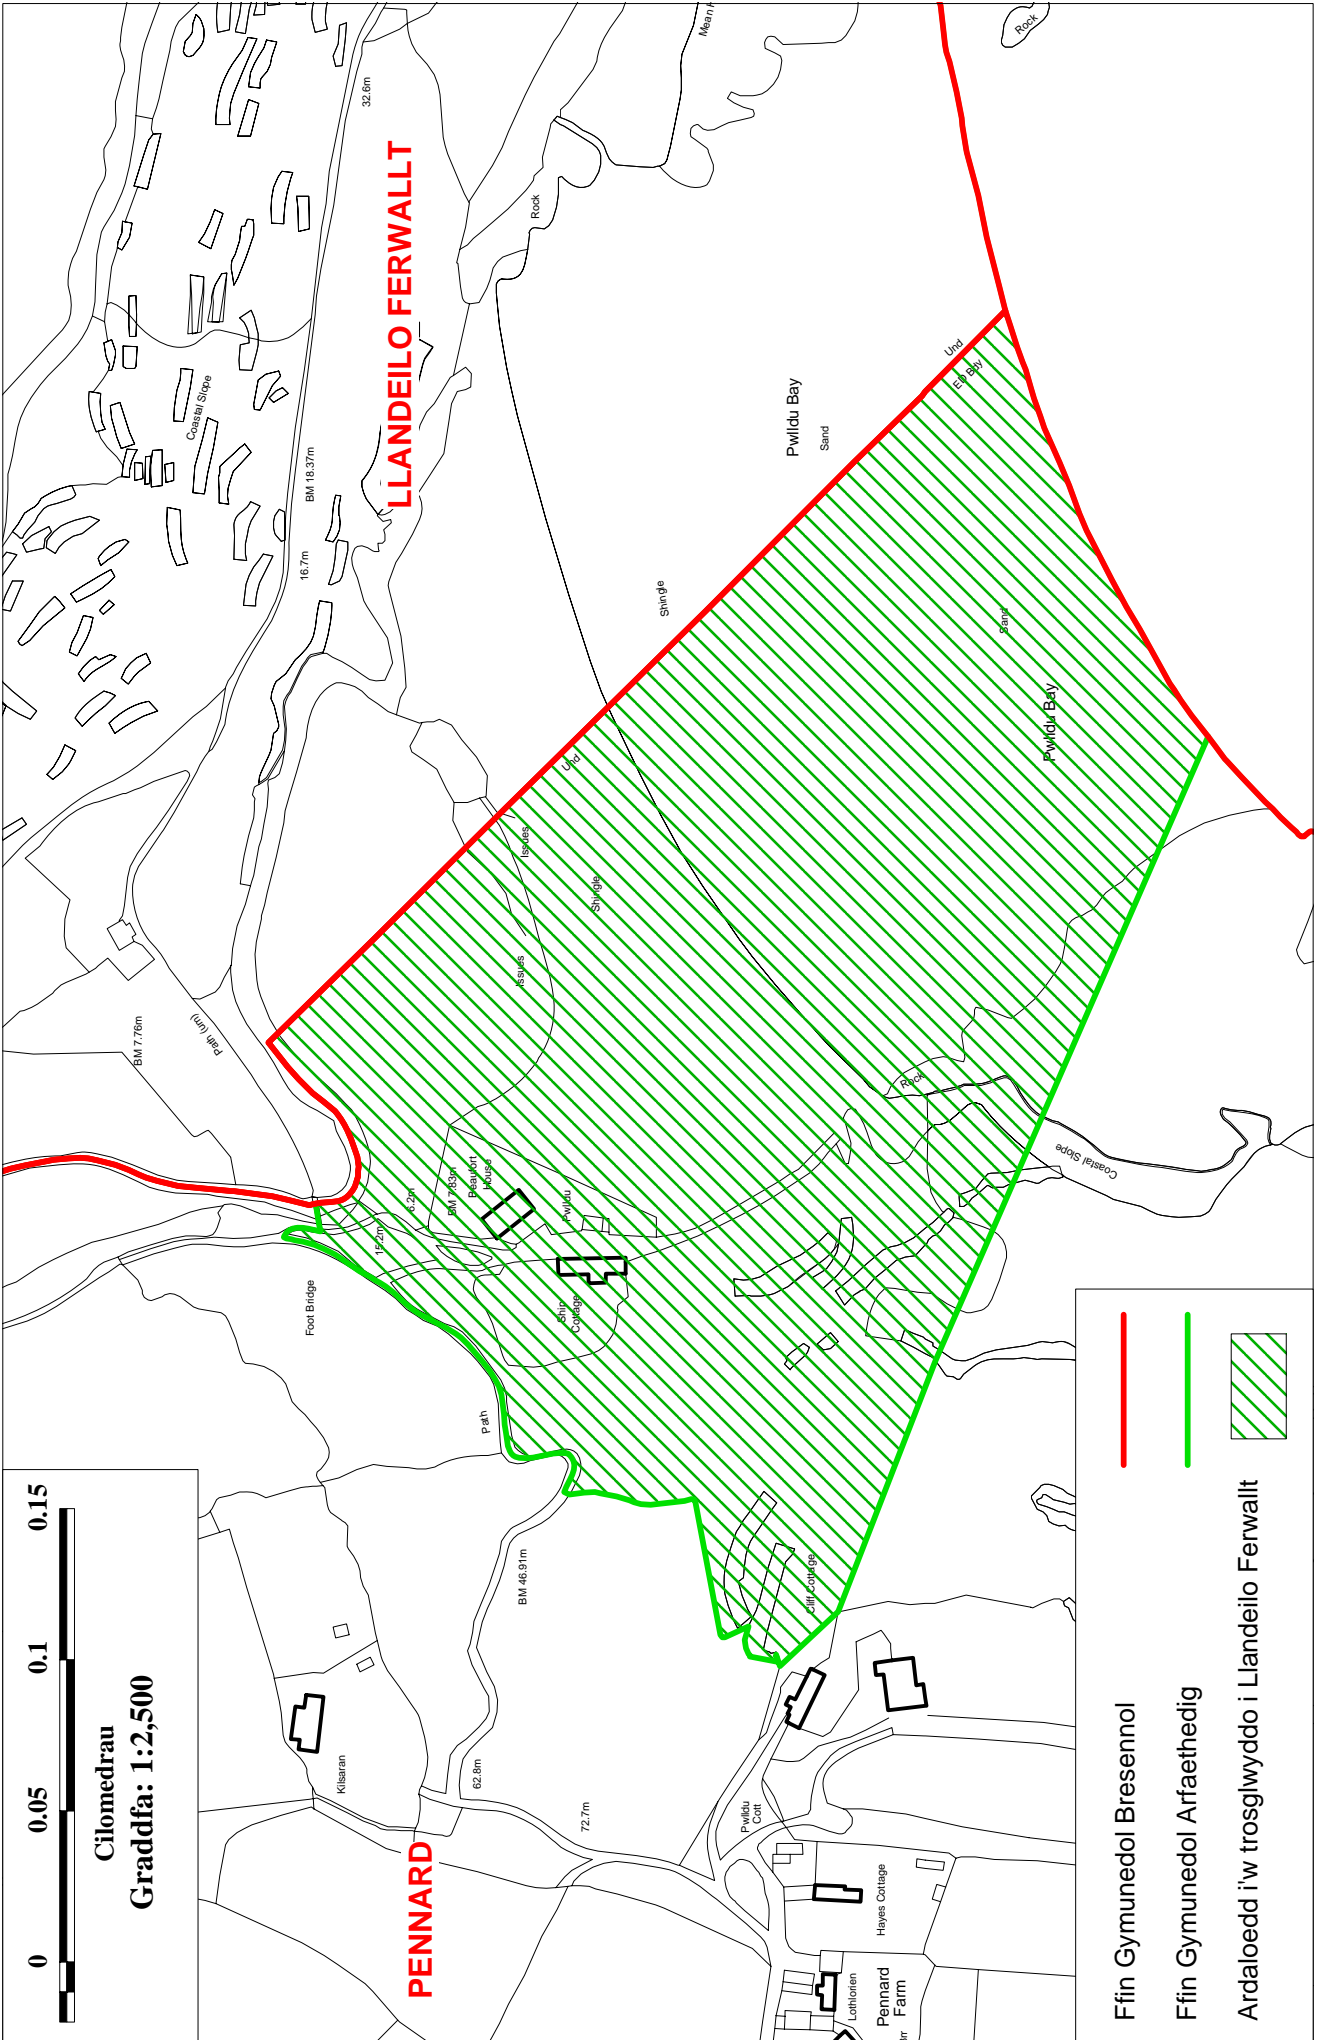 0
0.05
0.1
0.15
Cilomedrau
Graddfa: 1:2,500
PENNARD
LLANDEILO FERWALLT
Kilsaran
62.8m
72.7m
BM 46.91m
Path
Foot Bridge
15.2m
6.2m
BM 7.83m
Beaufort
House
Pwlldu
Ship
Cottage
Cliff Cottage
Pwlldu
Cott
Hayes Cottage
Lothlorien
Pennard
Farm
BM 7.76m
Path (um)
Issues
Issues
Shingle
Und
Shingle
Rock
Coastal Slope
Pwlldu Bay
Sand
Pwlldu Bay
Sand
Und
ED Bdy
16.7m
BM 18.37m
Coastal Slope
32.6m
Rock
Mean
Rock
Ffin Gymunedol Bresennol
Ffin Gymunedol Arfaethedig
Ardaloedd i'w trosglwyddo i Llandeilo Ferwallt